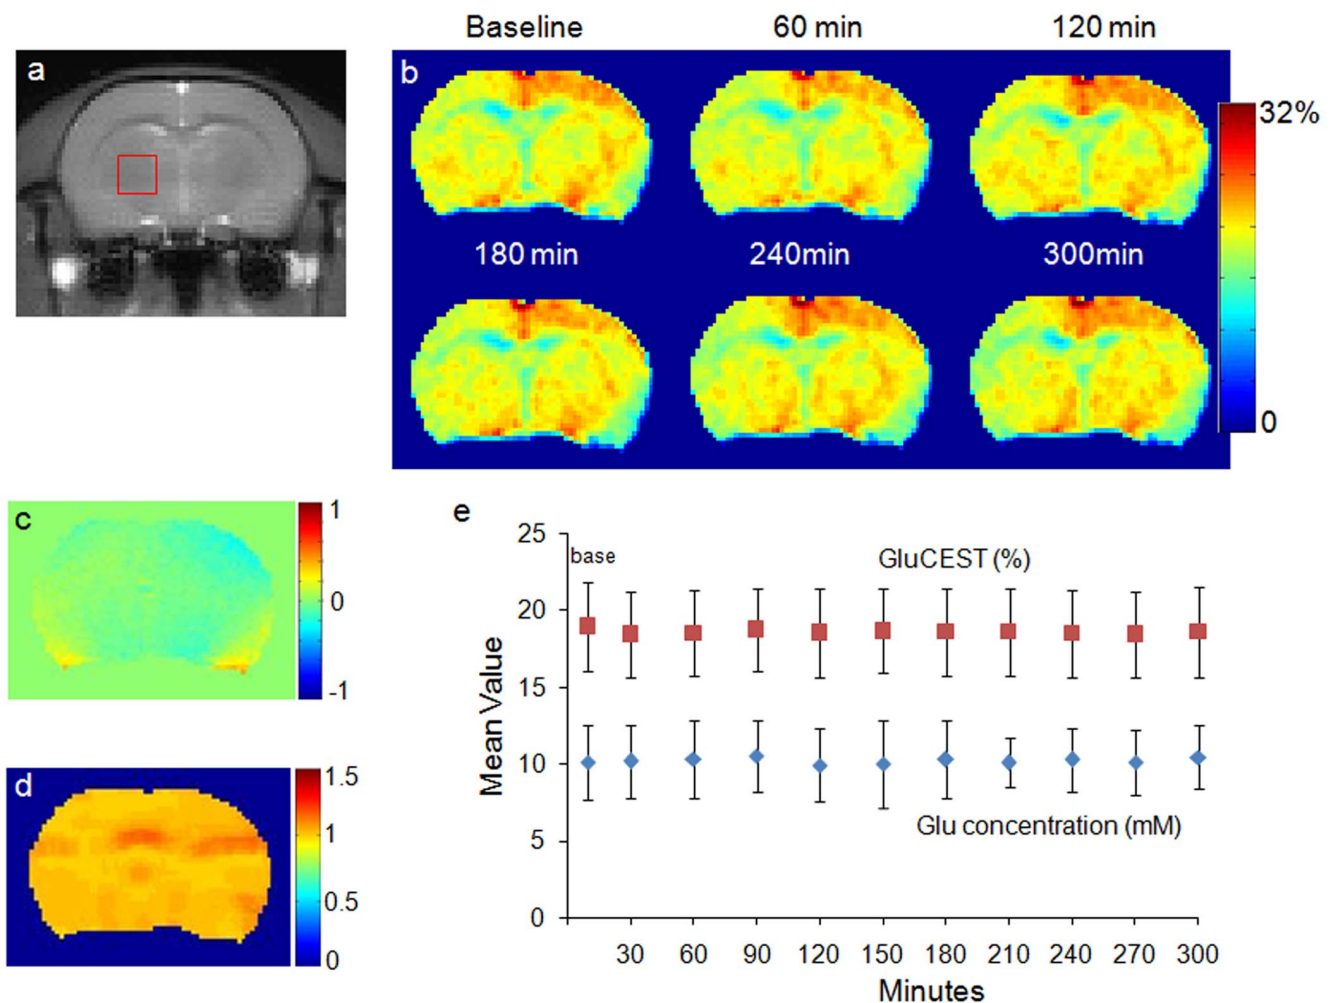 Baseline 60 min 120 min
a
b
32%
180 min 240min 300min
0
c
1
0
-1
d
1.5
1
0.5
0
e
25
20
15
10
5
0
Mean Value
base
GluCEST (%)
Glu concentration (mM)
30 60 90 120 150 180 210 240 270 300
Minutes